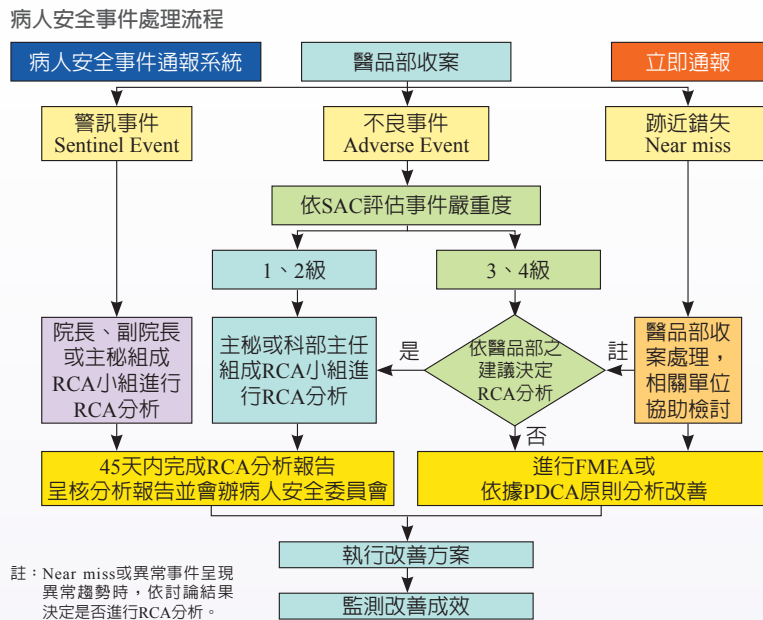 病人安全事件處理流程
病人安全事件通報系統
醫品部收案
立即通報
警訊事件
Sentinel Event
不良事件
Adverse Event
跡近錯失
Near miss
依SAC評估事件嚴重度
1、2級
3、4級
院長、副院長
或主秘組成
RCA小組進行
RCA分析
主秘或科部主任
組成RCA小組進
行RCA分析
是
依醫品部之
建議決定
RCA分析
註
醫品部收
案處理，
相關單位
協助檢討
否
45天内完成RCA分析報告
呈核分析報告並會辦病人安全委員會
進行FMEA或
依據PDCA原則分析改善
執行改善方案
監測改善成效
註：Near miss或異常事件呈現
異常趨勢時，依討論結果
決定是否進行RCA分析。